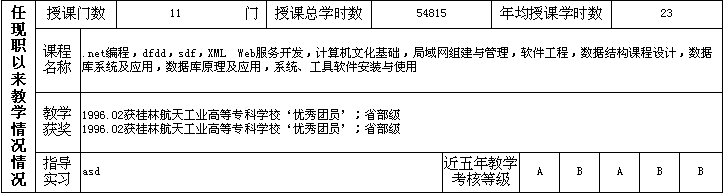 任现职以来教学情况情况
授课门数 11 门 授课总学时数 54815 年均授课学时数 23
课程名称
.net编程，dfdd，sdf，XML Web服务开发，计算机文化基础，局域网组建与管理，软件工程，数据结构课程设计，数据
库系统及应用，数据库原理及应用，系统、工具软件安装与使用
教学获奖
1996.02获桂林航天工业高等专科学校‘优秀团员’；省部级
1996.02获桂林航天工业高等专科学校‘优秀团员’；省部级
指导实习
asd
近五年教学
考核等级
A B A B B